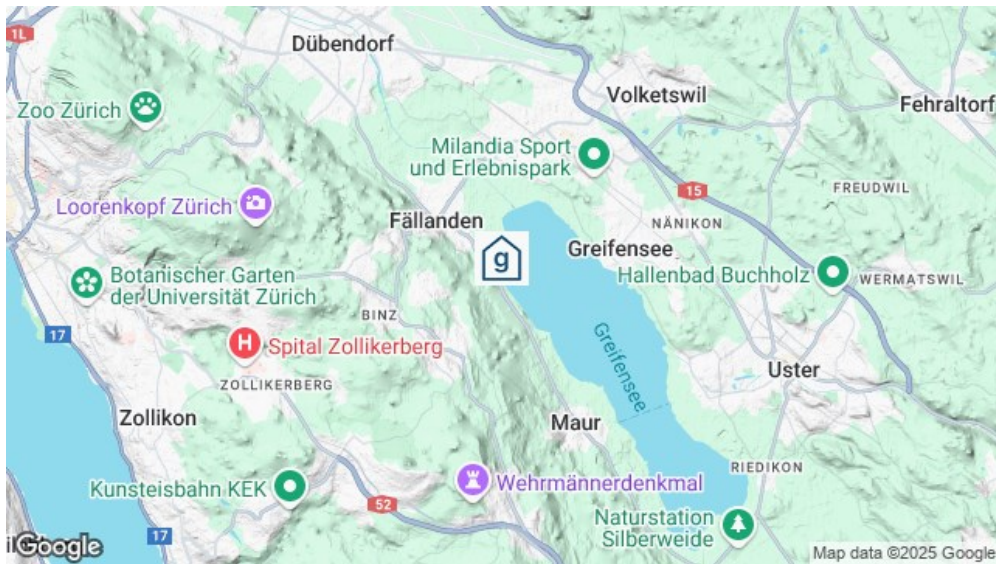 1L
Dübendorf
Volketswil
Fehraltorf
Zoo Zürich
Milandia Sport
und Erlebnispark
15
FREUDWIL
Loorenkopf Zürich
Fällanden
NÄNIKON
Greifensee
g
Botanischer Garten
der Universität Zürich
Hallenbad Buchholz
WERMATSWIL
BINZ
17
H
Spital Zollikerberg
Greifensee
Uster
ZOLLIKERBERG
Zollikon
Maur
RIEDIKON
Kunsteisbahn KEK
Wehrmännerdenkmal
52
Naturstation
Silberweide
17
Google
Map data ©2025 Google